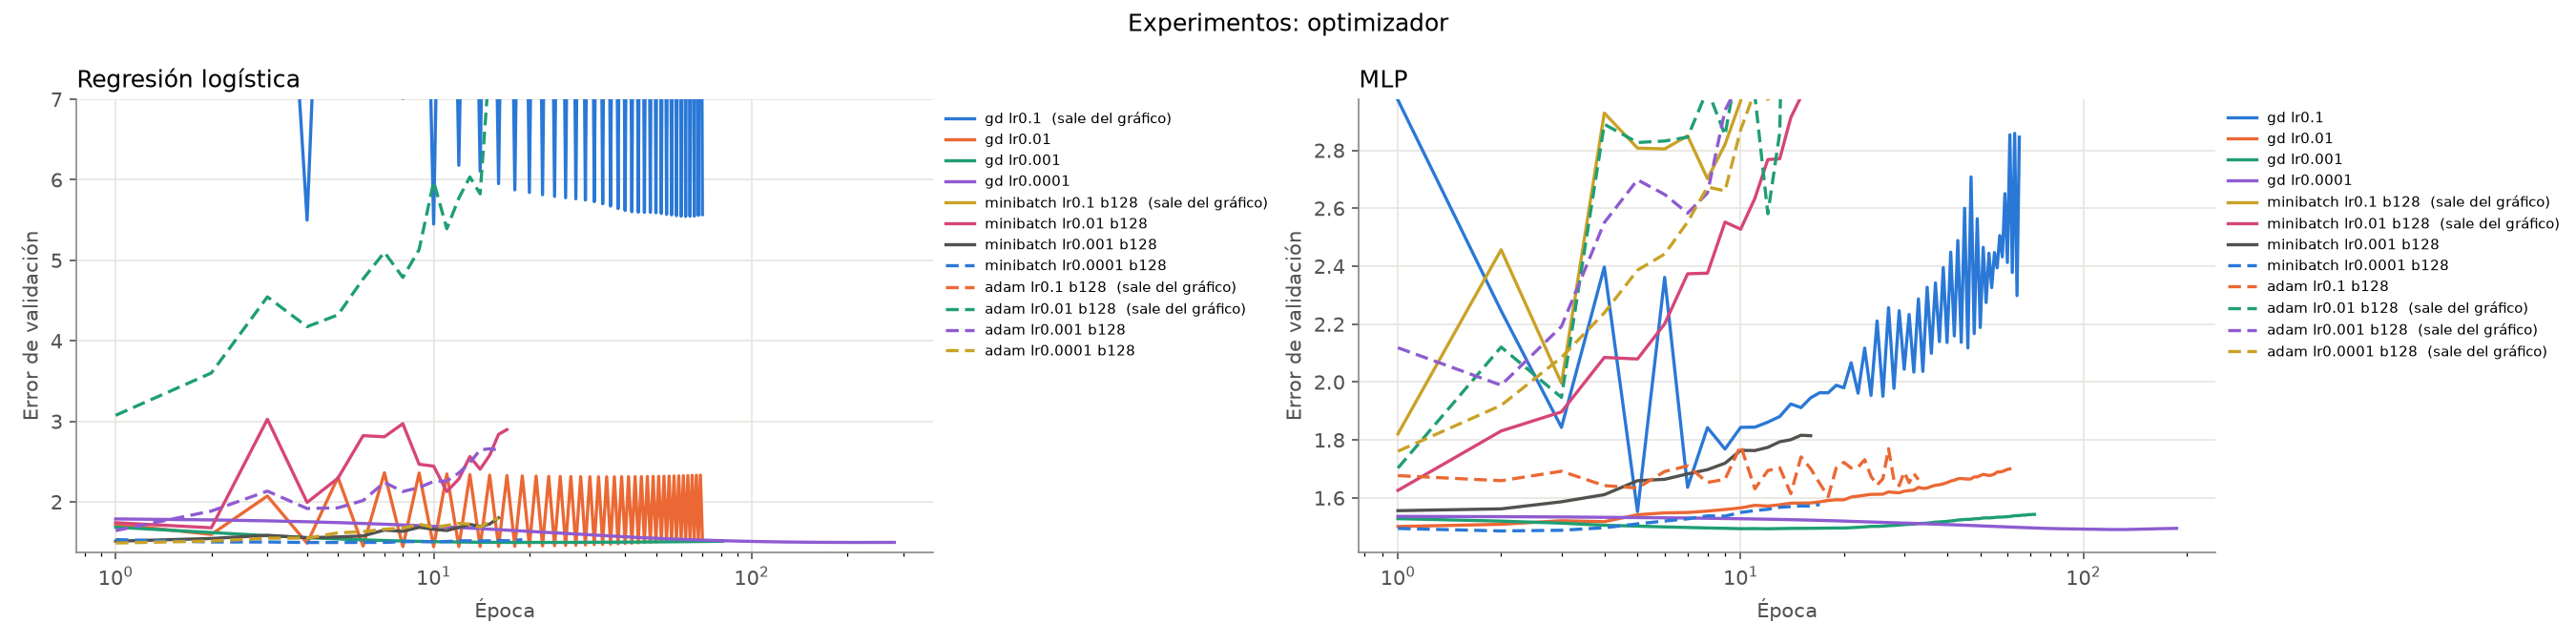 Experimentos: optimizador
Regresión logística
7
6
5
4
3
2
Error de validación
10^0
10^1
10^2
Época
gd lr0.1 (sale del gráfico)
gd lr0.01
gd lr0.001
gd lr0.0001
minibatch lr0.1 b128 (sale del gráfico)
minibatch lr0.01 b128
minibatch lr0.001 b128
minibatch lr0.0001 b128
adam lr0.1 b128 (sale del gráfico)
adam lr0.01 b128 (sale del gráfico)
adam lr0.001 b128
adam lr0.0001 b128
MLP
2.8
2.6
2.4
2.2
2.0
1.8
1.6
Error de validación
10^0
10^1
10^2
Época
gd lr0.1
gd lr0.01
gd lr0.001
gd lr0.0001
minibatch lr0.1 b128 (sale del gráfico)
minibatch lr0.01 b128 (sale del gráfico)
minibatch lr0.001 b128
minibatch lr0.0001 b128
adam lr0.1 b128
adam lr0.01 b128 (sale del gráfico)
adam lr0.001 b128 (sale del gráfico)
adam lr0.0001 b128 (sale del gráfico)